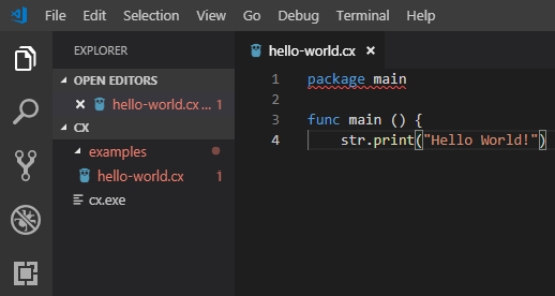 File Edit Selection View Go Debug Terminal Help
EXPLORER
OPEN EDITORS
hello-world.cx ... 1
CX
examples
hello-world.cx 1
cx.exe
hello-world.cx
1 package main
2
3 func main () {
4 str.print("Hello World!")